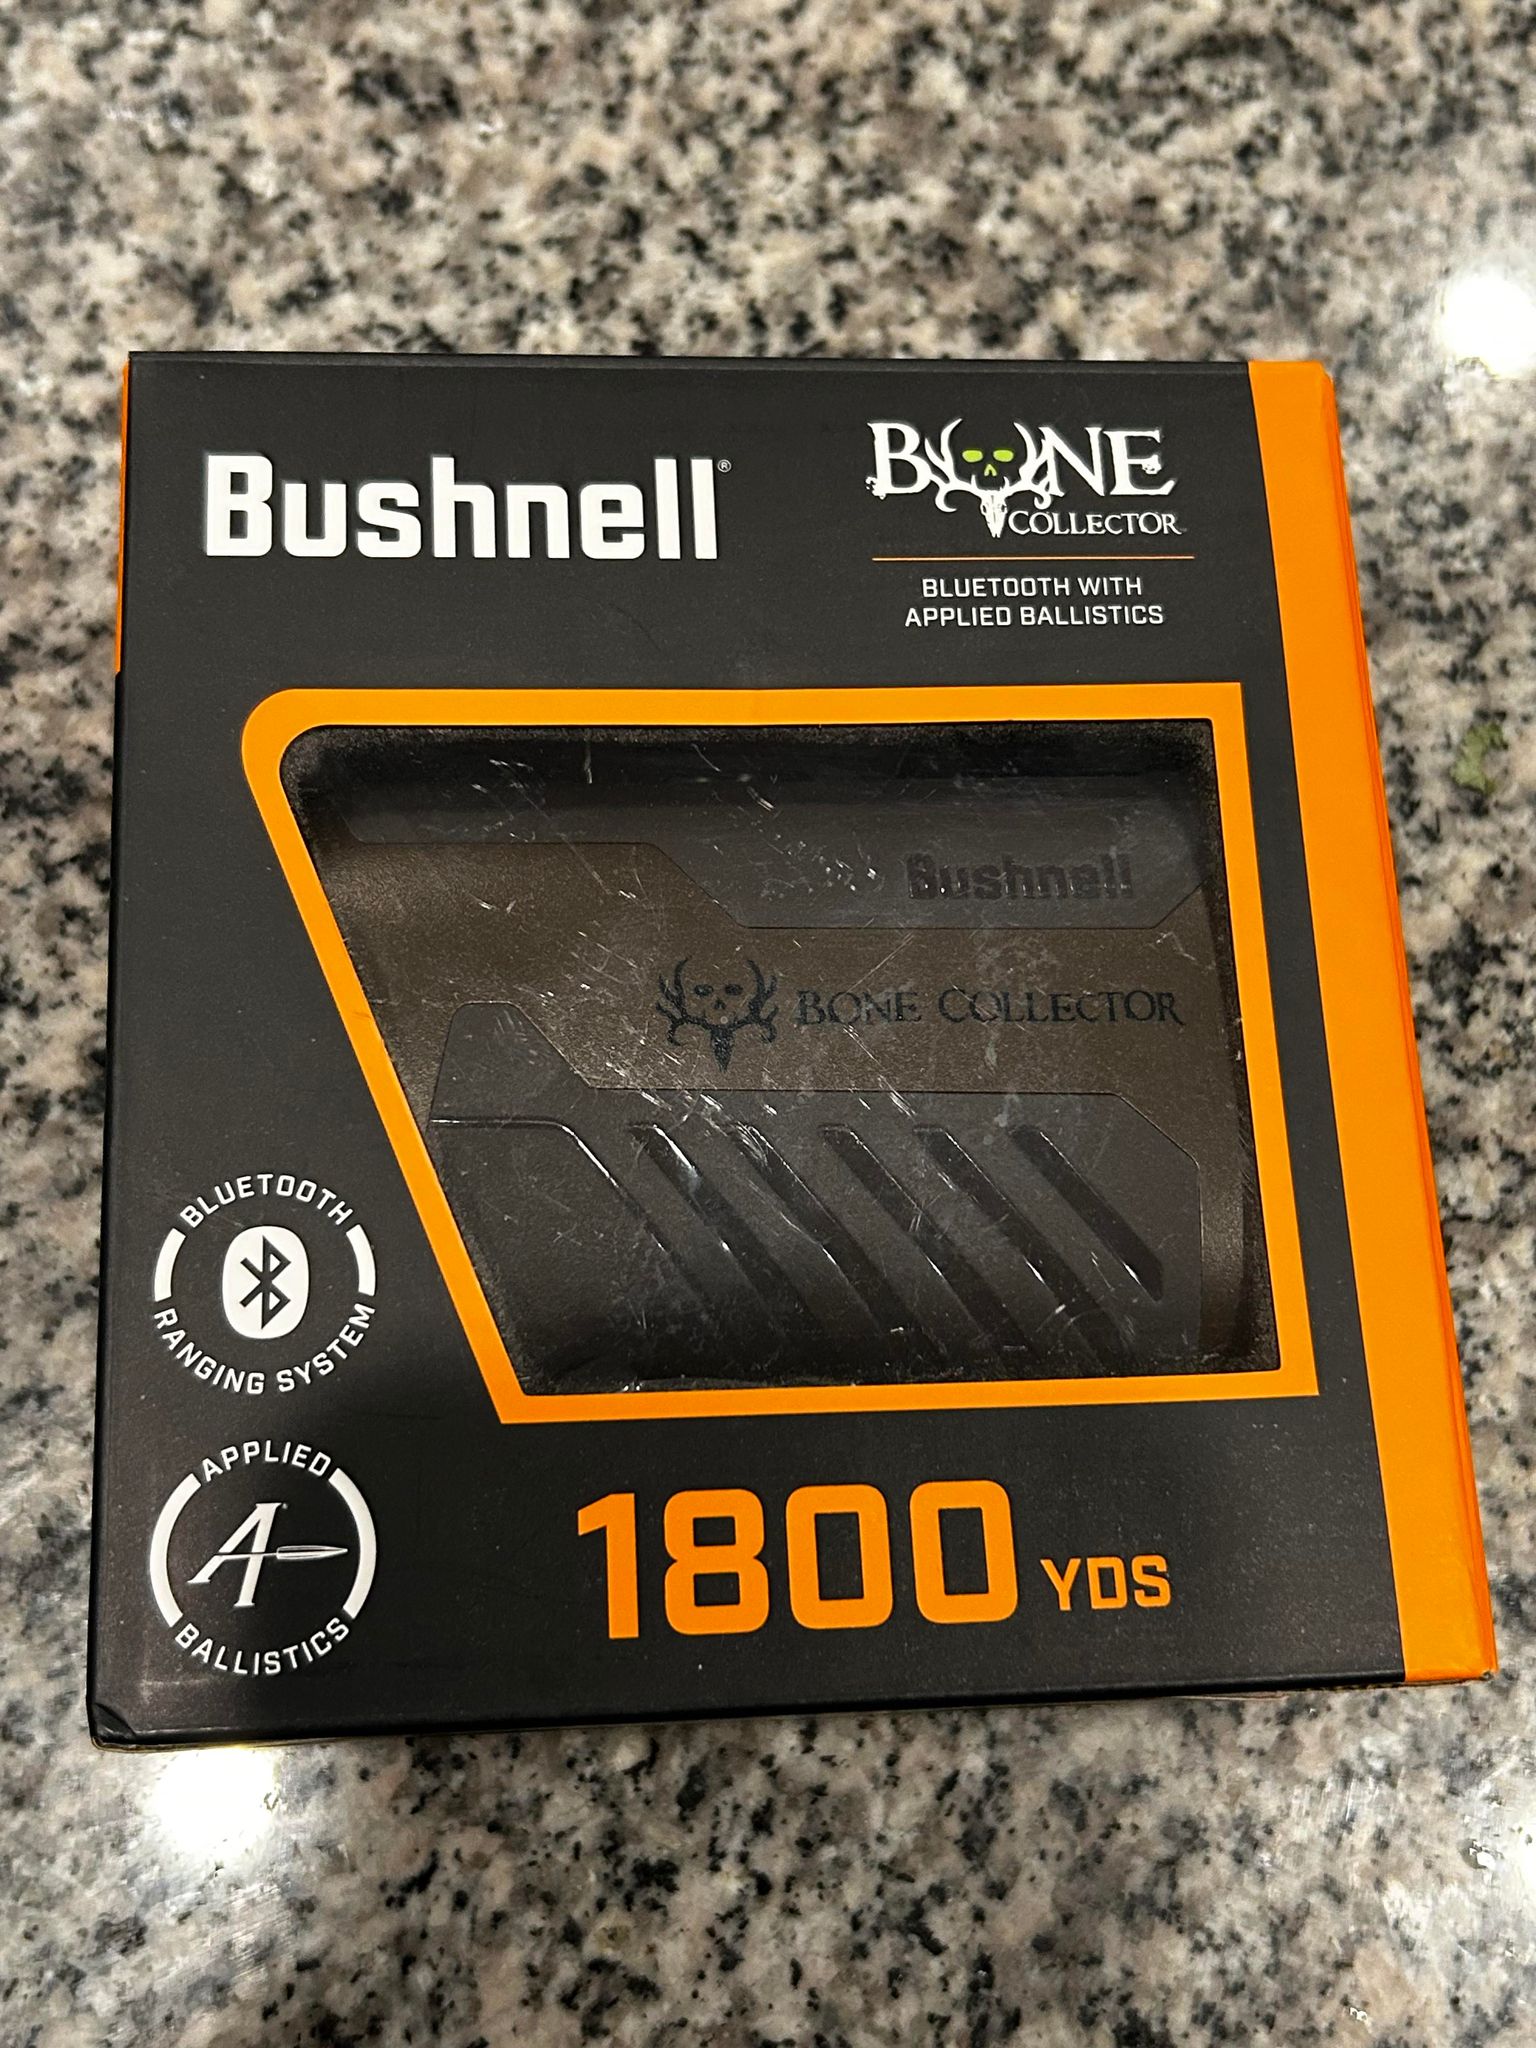 Bushnell®
BONE
COLLECTOR
BLUETOOTH WITH
APPLIED BALLISTICS
Bushnell
BONE COLLECTOR
BLUETOOTH
RANGING SYSTEM
APPLIED
A
BALLISTICS
1800 YDS